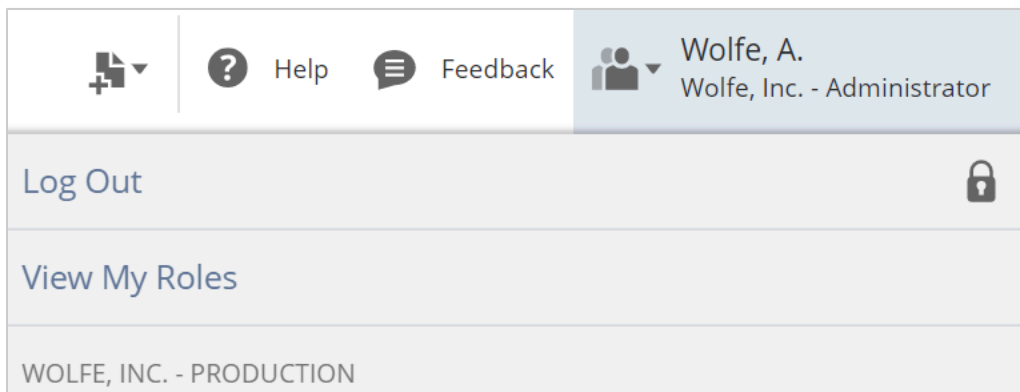 Help
Feedback
Wolfe, A.
Wolfe, Inc. - Administrator
Log Out
View My Roles
WOLFE, INC. - PRODUCTION